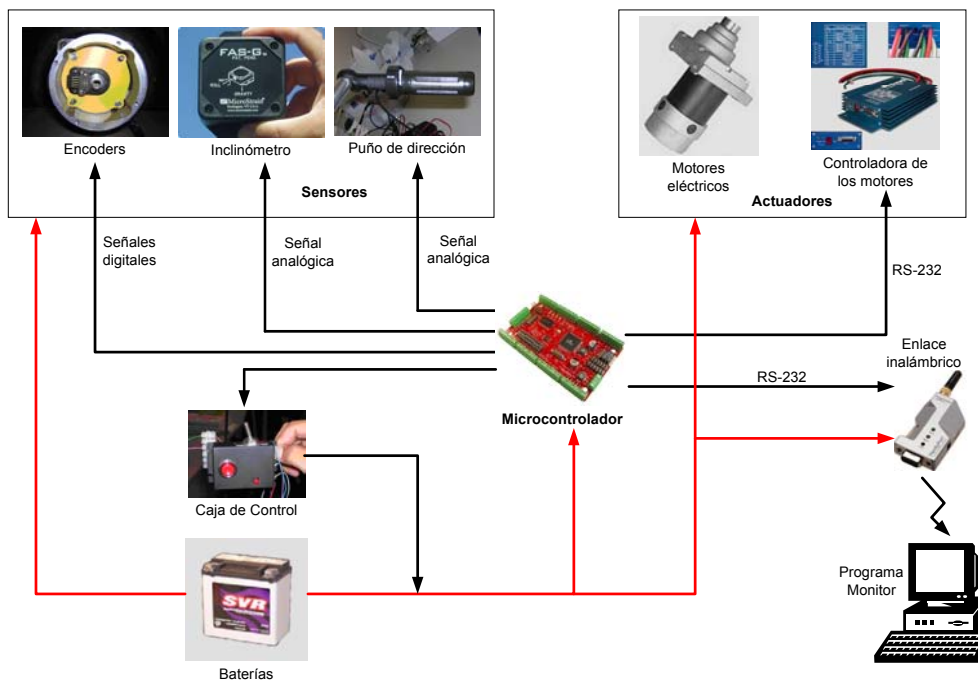 FAS-G
MicroStrain
Encoders
Inclinómetro
Puño de dirección
Sensores
Motores
eléctricos
Controladora de
los motores
Actuadores
Señales
digitales
Señal
analógica
Señal
analógica
RS-232
Enlace
inalámbrico
RS-232
Microcontrolador
Caja de Control
SVR
Baterías
Programa
Monitor